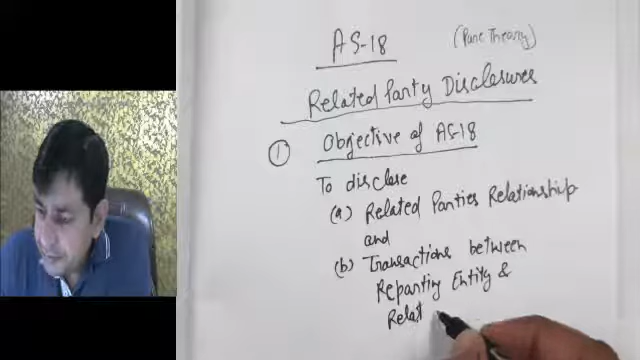 AS-18 (Pure Theory)
Related Party Disclosures
① Objective of AS-18
To disclose
(a) Related Parties Relationship
and
(b) Transactions between
Reporting Entity &
Relat